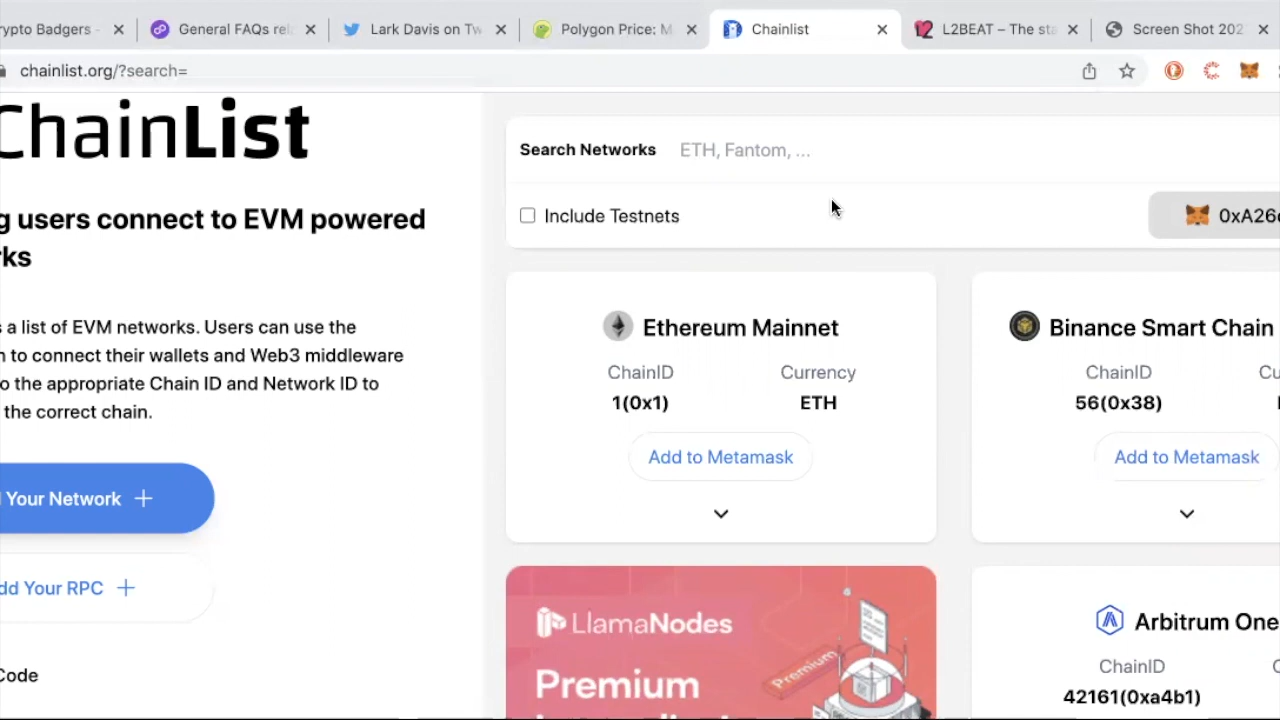 rypto Badgers -
General FAQs rel
Lark Davis on Tw
Polygon Price: M
Chainlist
L2BEAT – The sta
Screen Shot 202
chainlist.org/?search=
ChainList
g users connect to EVM powered
rks
s a list of EVM networks. Users can use the
n to connect their wallets and Web3 middleware
o the appropriate Chain ID and Network ID to
the correct chain.
Your Network
dd Your RPC
Code
Search Networks ETH, Fantom, ...
Include Testnets
0xA26
Ethereum Mainnet
ChainID Currency
1(0x1) ETH
Add to Metamask
Binance Smart Chain
ChainID Cu
56(0x38)
Add to Metamask
LlamaNodes
Premium
Premium
Arbitrum One
ChainID
42161(0xa4b1)